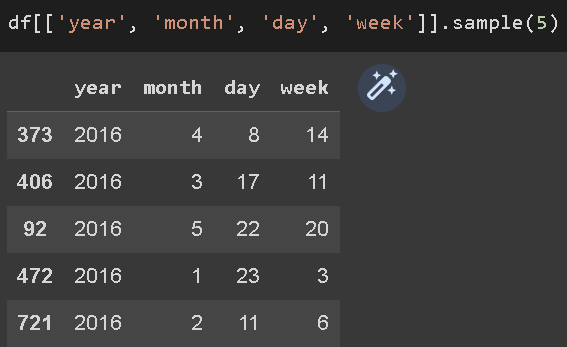 df[['year', 'month', 'day', 'week']].sample(5)
year month day week
373 2016 4 8 14
406 2016 3 17 11
92 2016 5 22 20
472 2016 1 23 3
721 2016 2 11 6